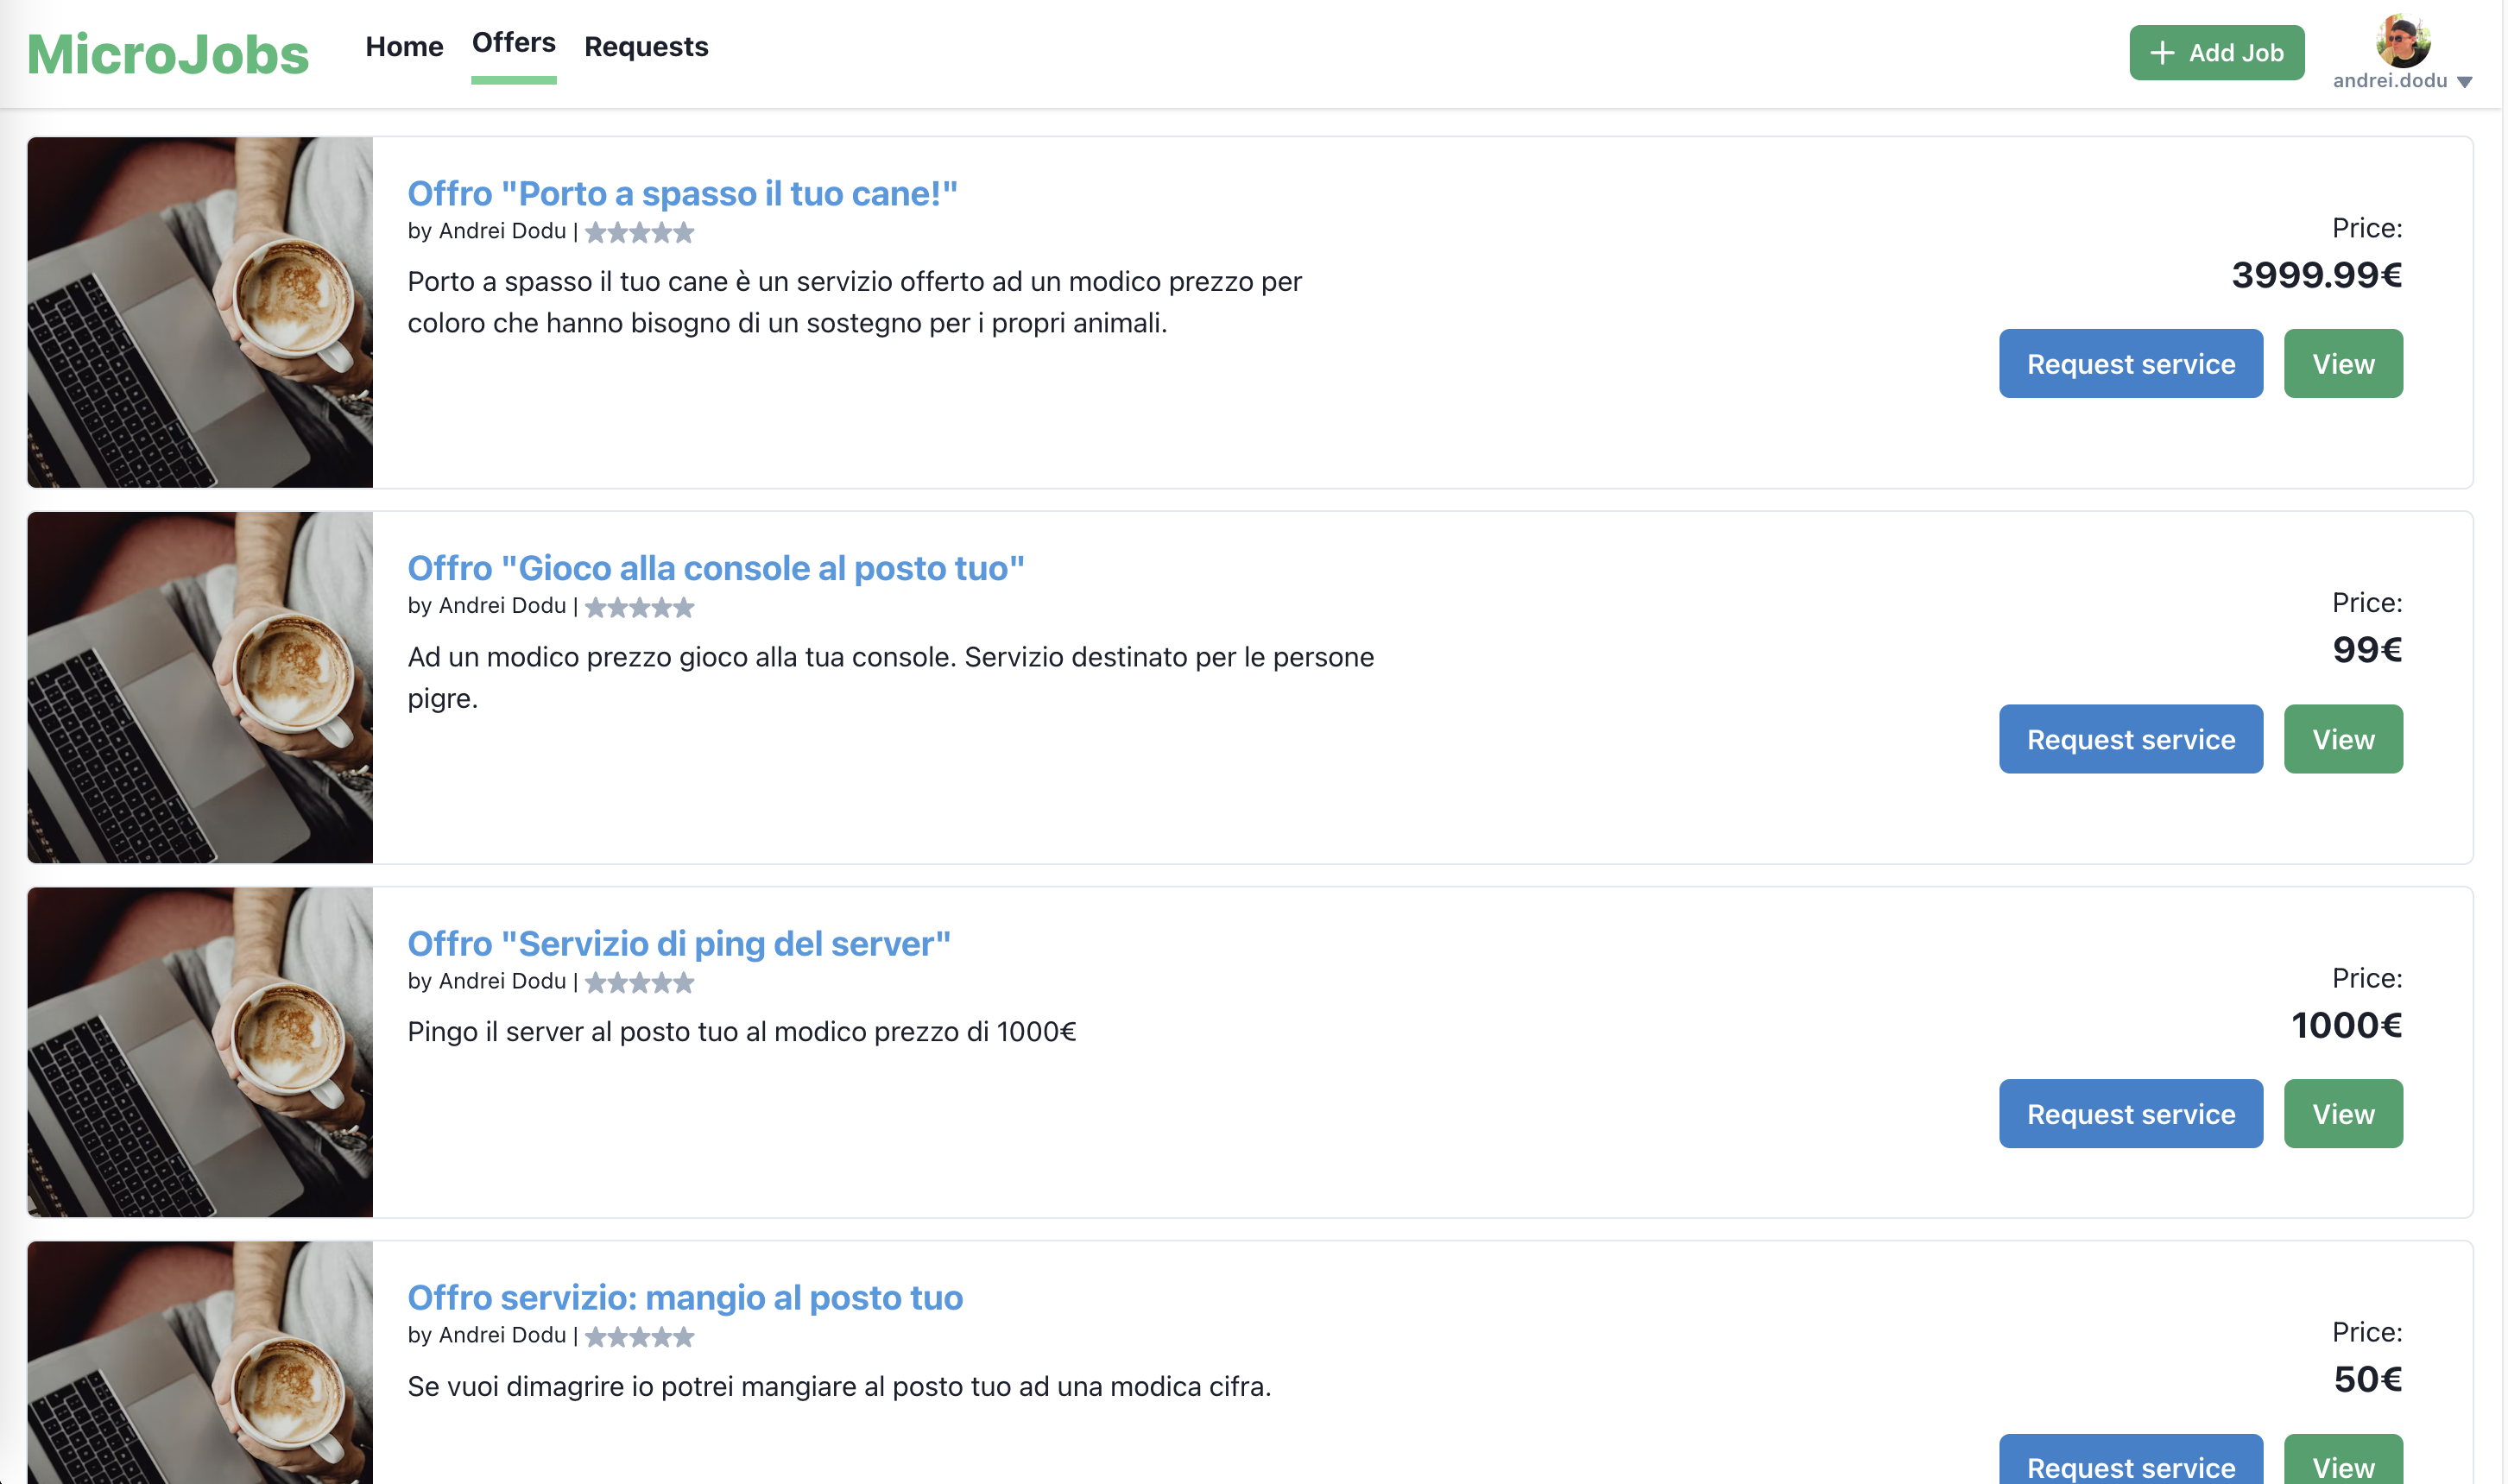 MicroJobs
Home Offers Requests
Add Job
andrei.dodu
Offro "Porto a spasso il tuo cane!"
by Andrei Dodu |
Porto a spasso il tuo cane è un servizio offerto ad un modico prezzo per
coloro che hanno bisogno di un sostegno per i propri animali.
Price:
3999.99€
Request service View
Offro "Gioco alla console al posto tuo"
by Andrei Dodu |
Ad un modico prezzo gioco alla tua console. Servizio destinato per le persone
pigre.
Price:
99€
Request service View
Offro "Servizio di ping del server"
by Andrei Dodu |
Pingo il server al posto tuo al modico prezzo di 1000€
Price:
1000€
Request service View
Offro servizio: mangio al posto tuo
by Andrei Dodu |
Se vuoi dimagrire io potrei mangiare al posto tuo ad una modica cifra.
Price:
50€
Request service View